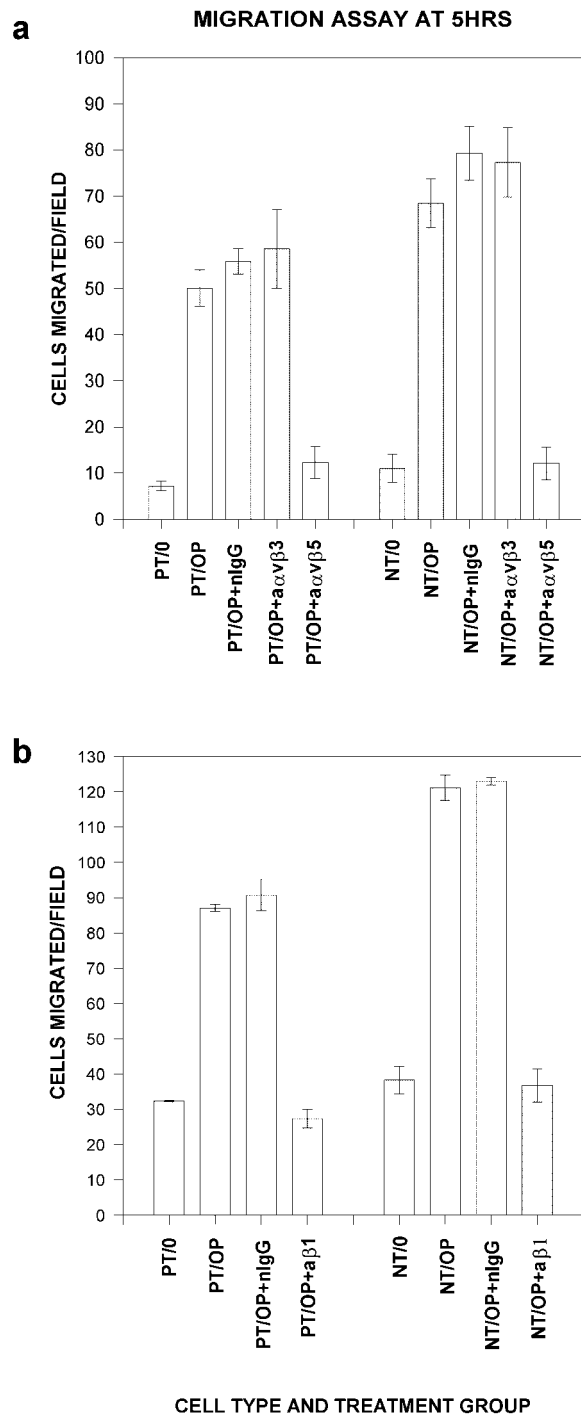 MIGRATION ASSAY AT 5HRS
a
CELLS MIGRATED/FIELD
100
90
80
70
60
50
40
30
20
10
0
PT/0
PT/OP
PT/OP+nIgG
PT/OP+aαvβ3
PT/OP+aαvβ5
NT/0
NT/OP
NT/OP+nIgG
NT/OP+aαvβ3
NT/OP+aαvβ5
b
CELLS MIGRATED/FIELD
130
120
110
100
90
80
70
60
50
40
30
20
10
0
PT/0
PT/OP
PT/OP+nIgG
PT/OP+aβ1
NT/0
NT/OP
NT/OP+nIgG
NT/OP+aβ1
CELL TYPE AND TREATMENT GROUP